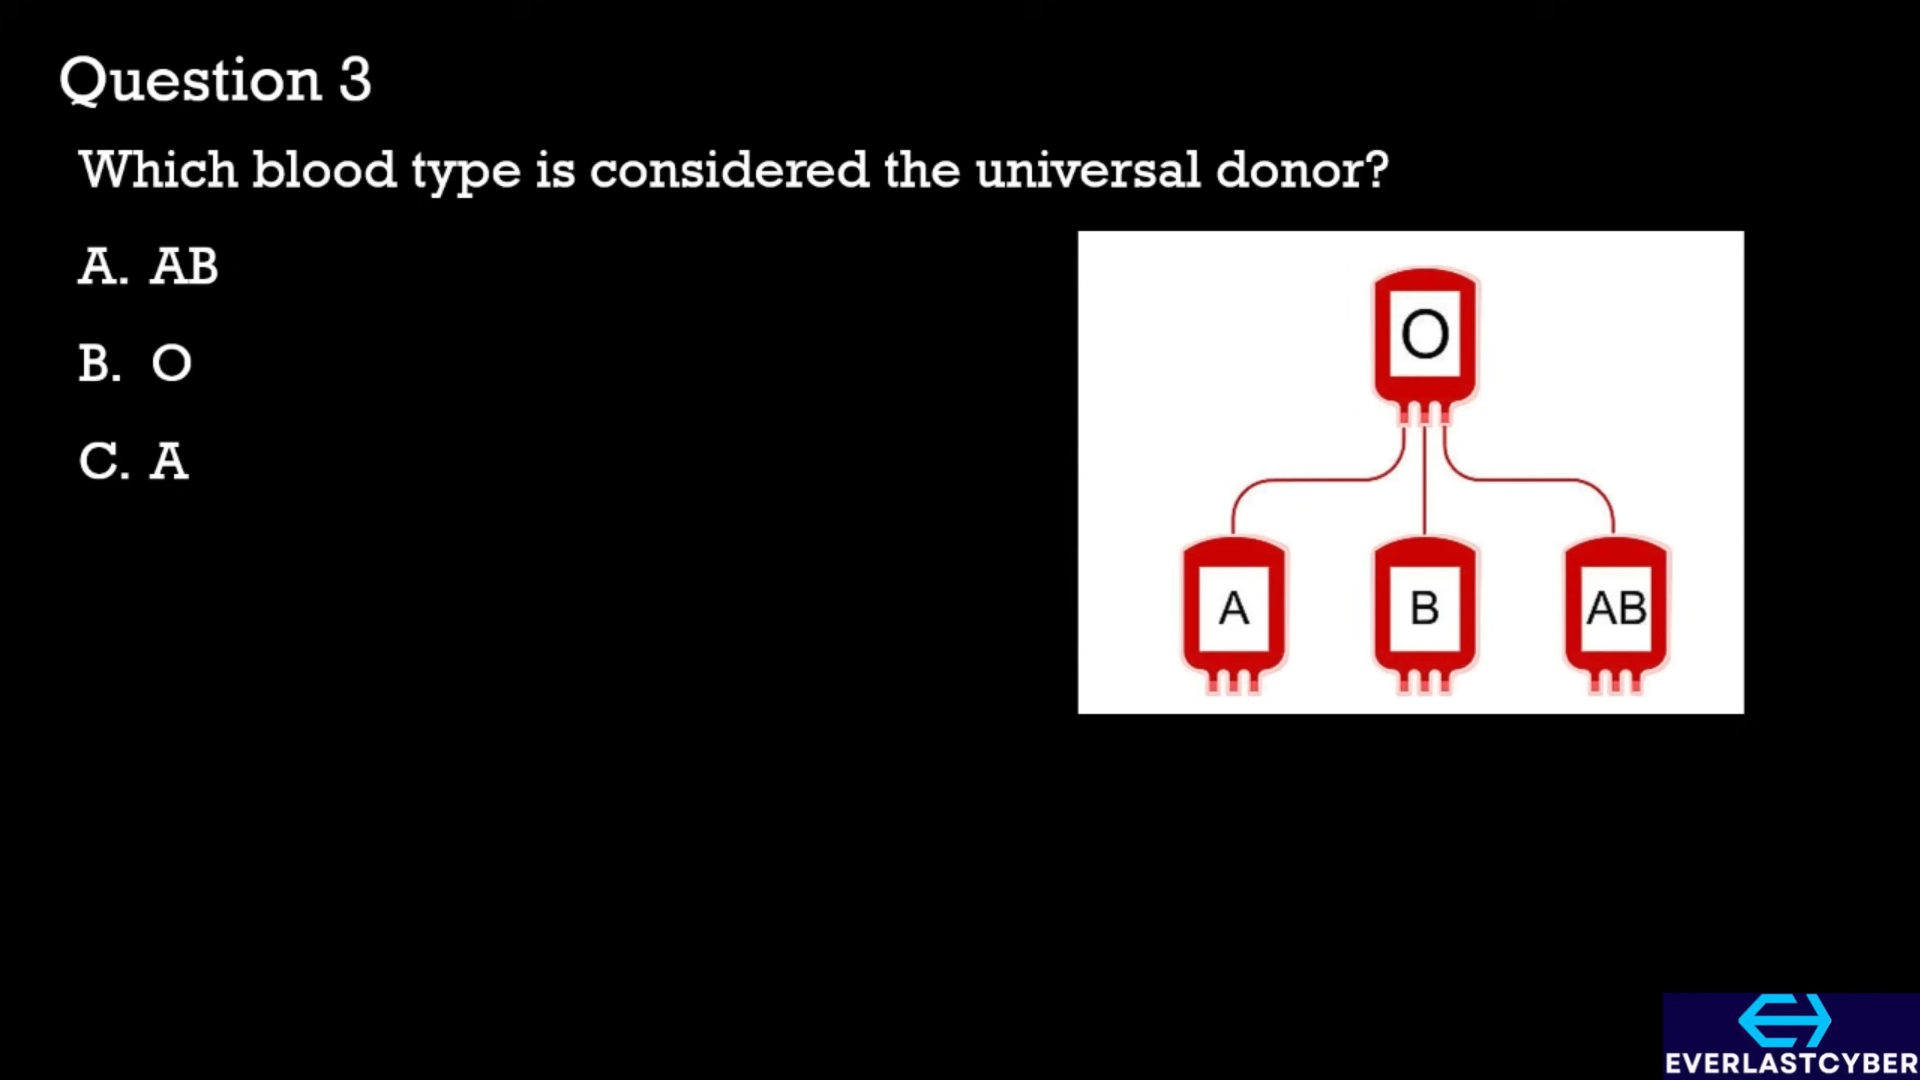 Question 3
Which blood type is considered the universal donor?
A. AB
B. O
C. A
O
A
B
AB
EVERLASTCYBER